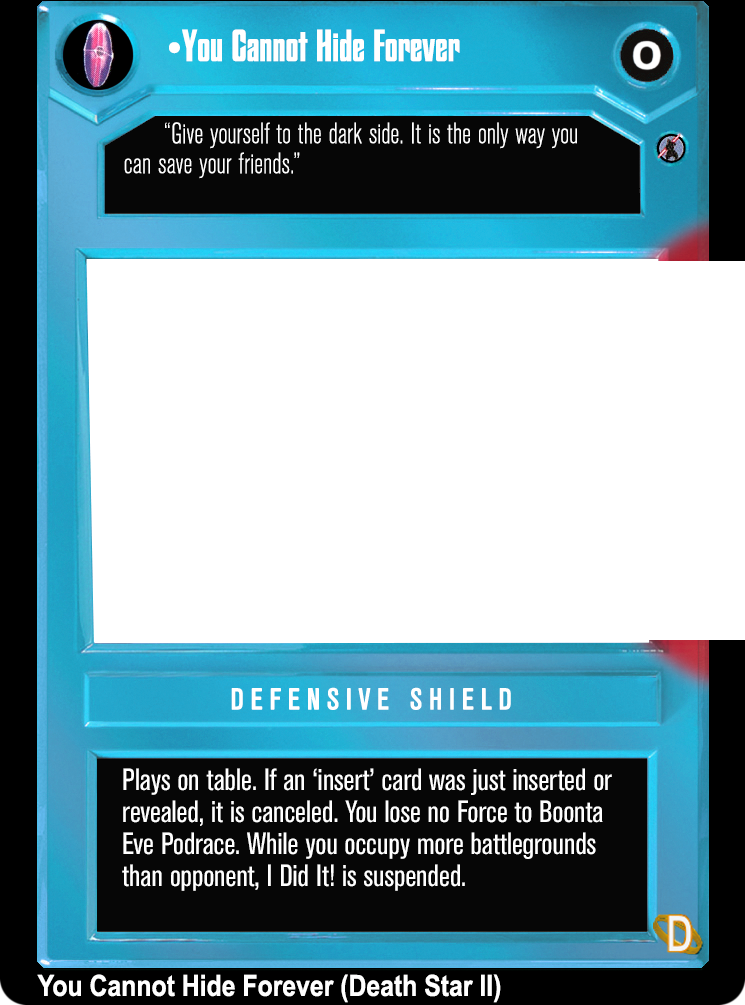 •You Cannot Hide Forever
O
“Give yourself to the dark side. It is the only way you
can save your friends.”
DEFENSIVE SHIELD
Plays on table. If an ‘insert’ card was just inserted or
revealed, it is canceled. You lose no Force to Boonta
Eve Podrace. While you occupy more battlegrounds
than opponent, I Did It! is suspended.
D
You Cannot Hide Forever (Death Star II)